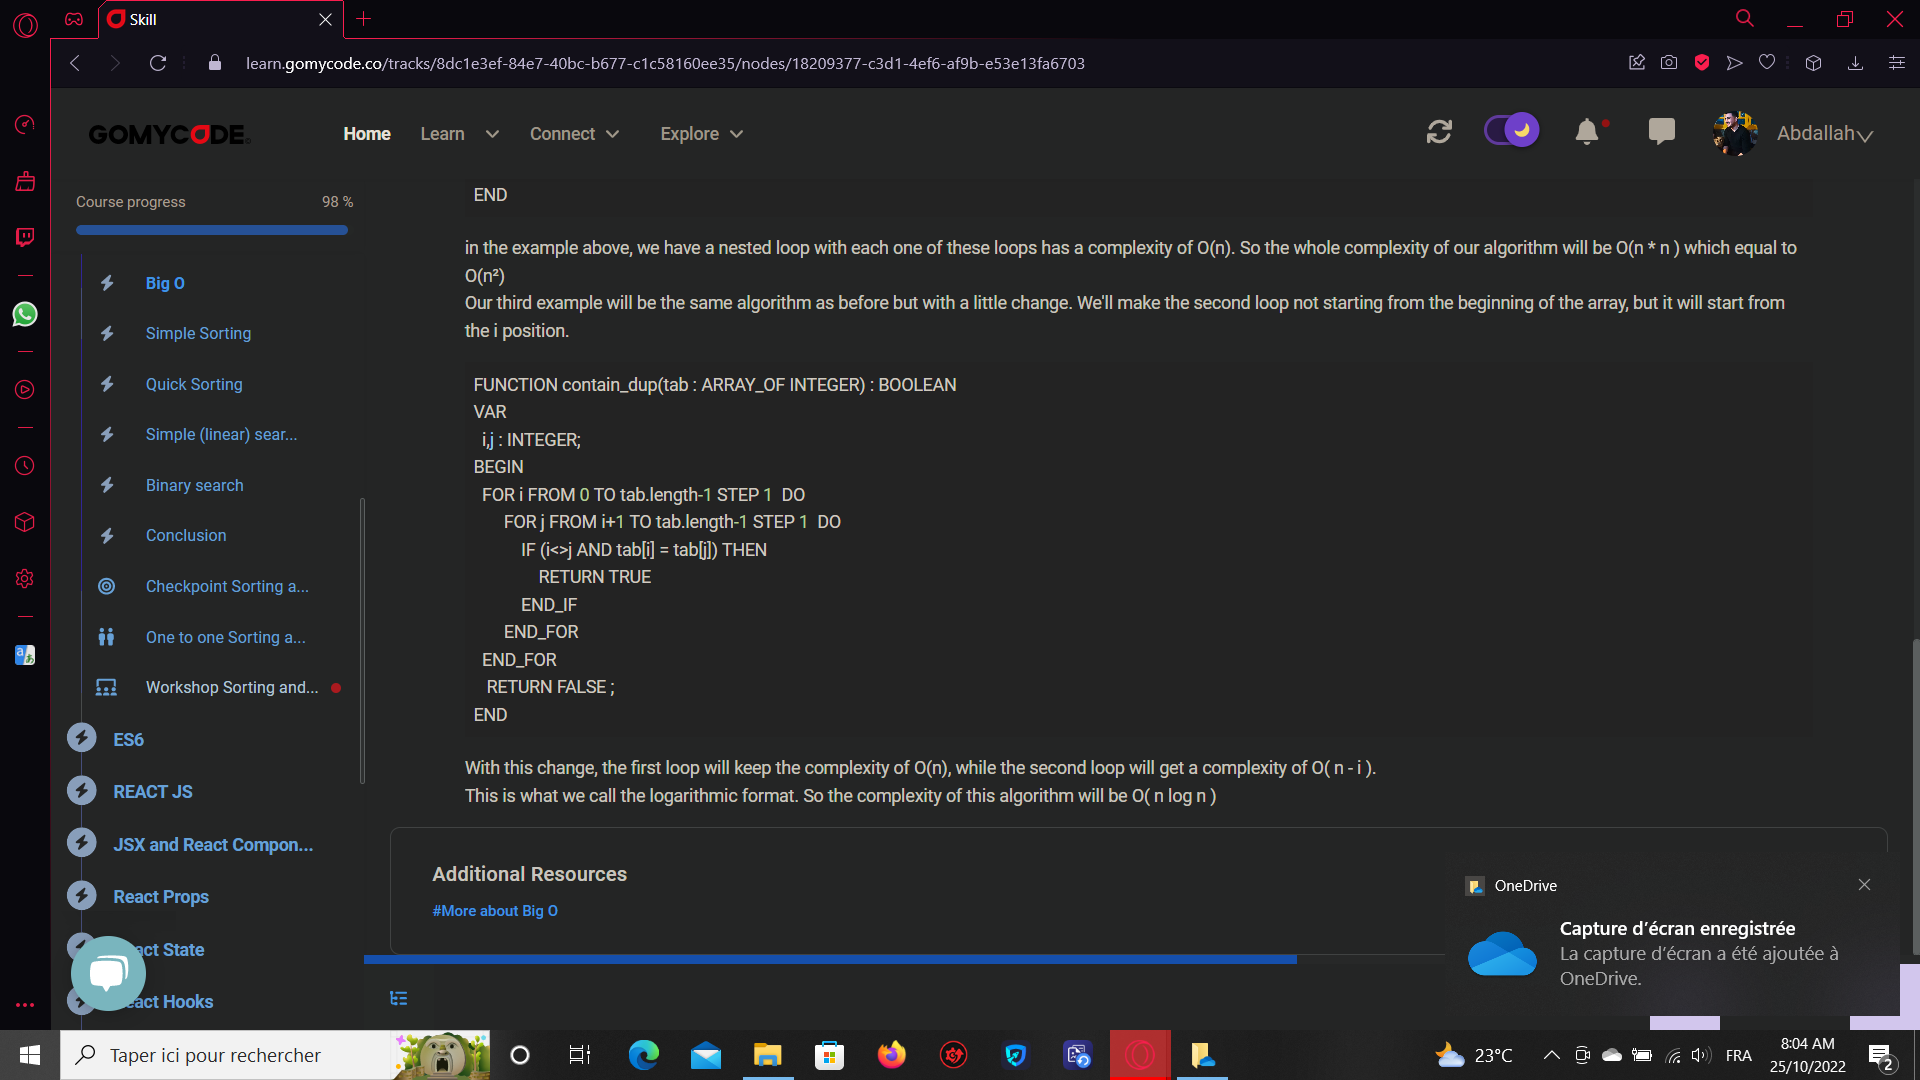 Skill
learn.gomycode.co/tracks/8dc1e3ef-84e7-40bc-b677-c1c58160ee35/nodes/18209377-c3d1-4ef6-af9b-e53e13fa6703
GOMYCODE
Home Learn Connect Explore
Abdallah
Course progress 98 %
Big O
Simple Sorting
Quick Sorting
Simple (linear) sear...
Binary search
Conclusion
Checkpoint Sorting a...
One to one Sorting a...
Workshop Sorting and...
ES6
REACT JS
JSX and React Compon...
React Props
act State
act Hooks
END
in the example above, we have a nested loop with each one of these loops has a complexity of O(n). So the whole complexity of our algorithm will be O(n * n ) which equal to
O(n²)
Our third example will be the same algorithm as before but with a little change. We'll make the second loop not starting from the beginning of the array, but it will start from
the i position.
FUNCTION contain_dup(tab : ARRAY_OF INTEGER) : BOOLEAN
VAR
i,j : INTEGER;
BEGIN
FOR i FROM 0 TO tab.length-1 STEP 1 DO
FOR j FROM i+1 TO tab.length-1 STEP 1 DO
IF (i<>j AND tab[i] = tab[j]) THEN
RETURN TRUE
END_IF
END_FOR
END_FOR
RETURN FALSE ;
END
With this change, the first loop will keep the complexity of O(n), while the second loop will get a complexity of O( n - i ).
This is what we call the logarithmic format. So the complexity of this algorithm will be O( n log n )
Additional Resources
#More about Big O
OneDrive
Capture d'écran enregistrée
La capture d'écran a été ajoutée à
OneDrive.
Taper ici pour rechercher
23°C
FRA
8:04 AM
25/10/2022
2